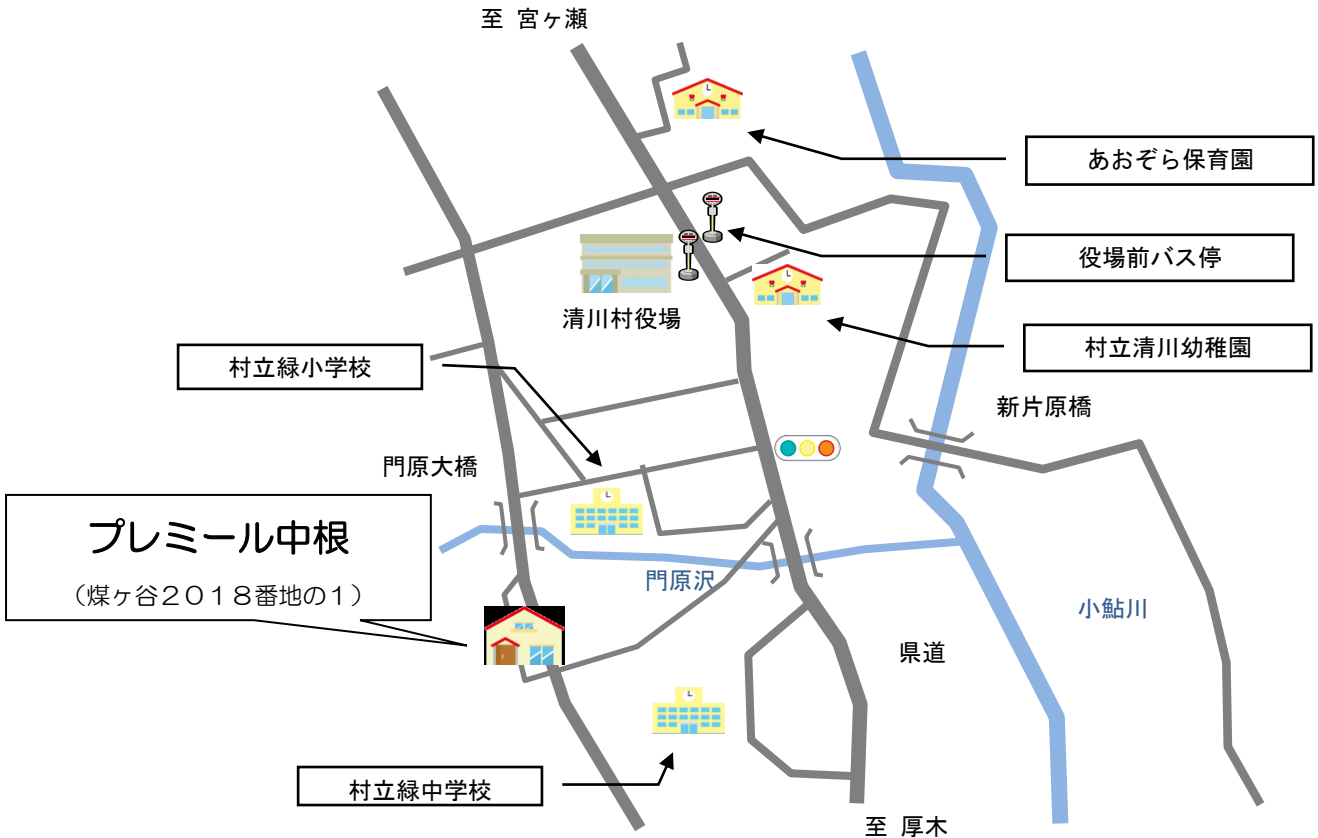 至 宮ヶ瀬
あおぞら保育園
役場前バス停
清川村役場
村立清川幼稚園
村立緑小学校
新片原橋
門原大橋
プレミール中根
（煤ヶ谷２０１８番地の１）
門原沢
小鮎川
県道
村立緑中学校
至 厚木